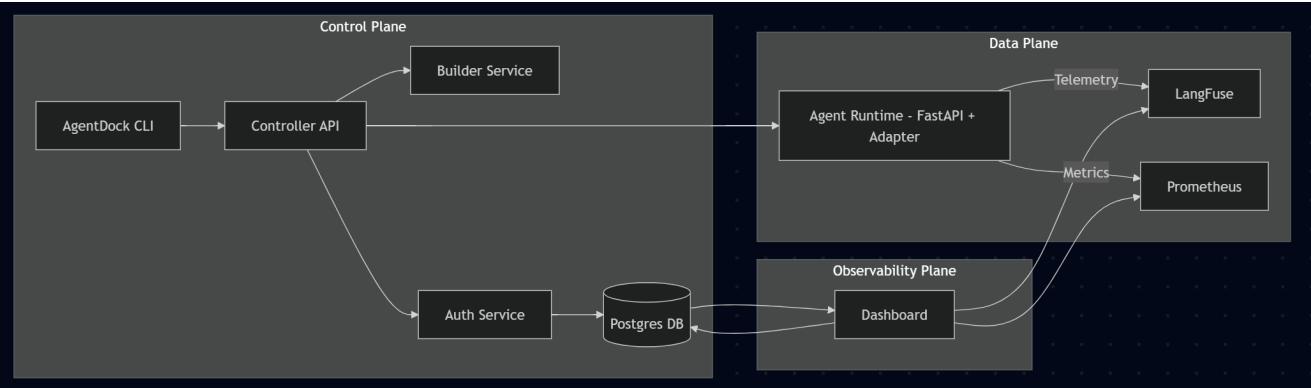 Control Plane
Builder Service
AgentDock CLI
Controller API
Auth Service
Postgres DB
Data Plane
Agent Runtime - FastAPI +
Adapter
Telemetry
LangFuse
Metrics
Prometheus
Observability Plane
Dashboard